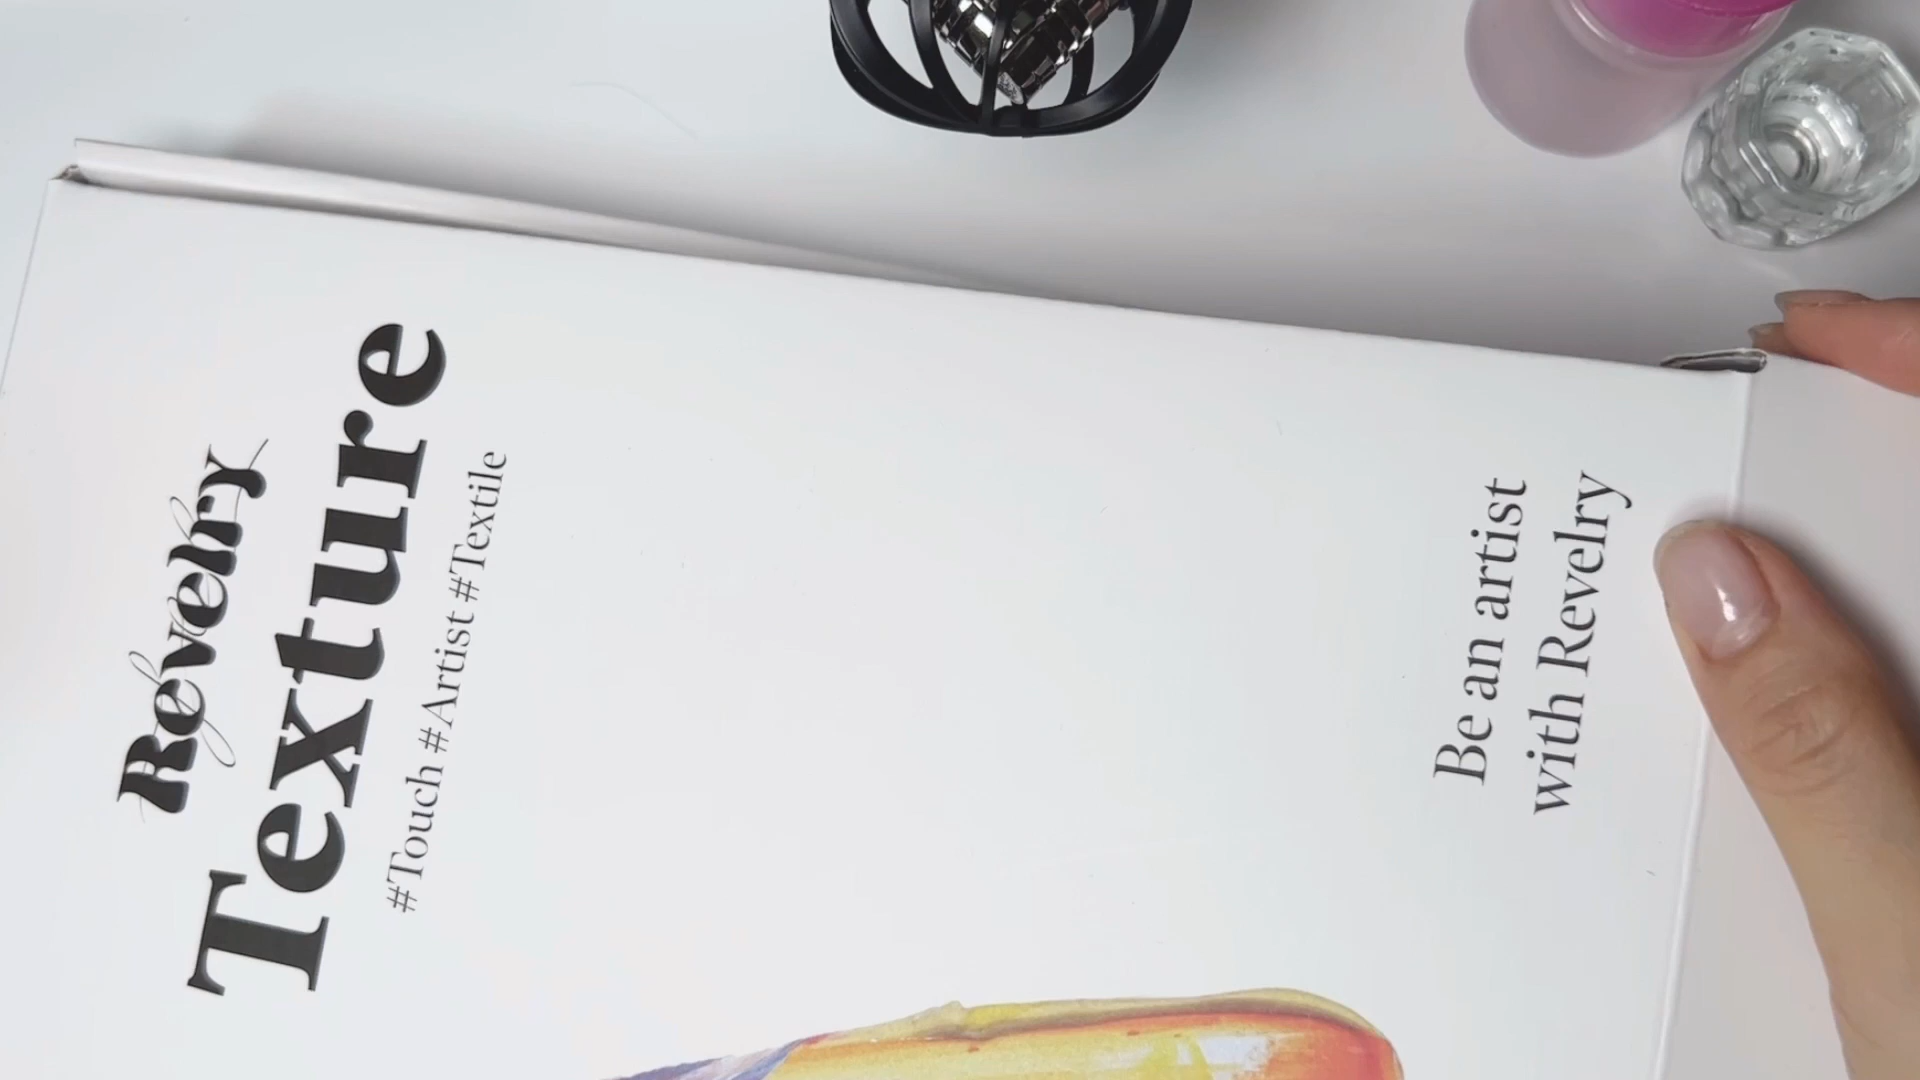 Revelry
Texture
#Touch #Artist #Textile
Be an artist
with Revelry